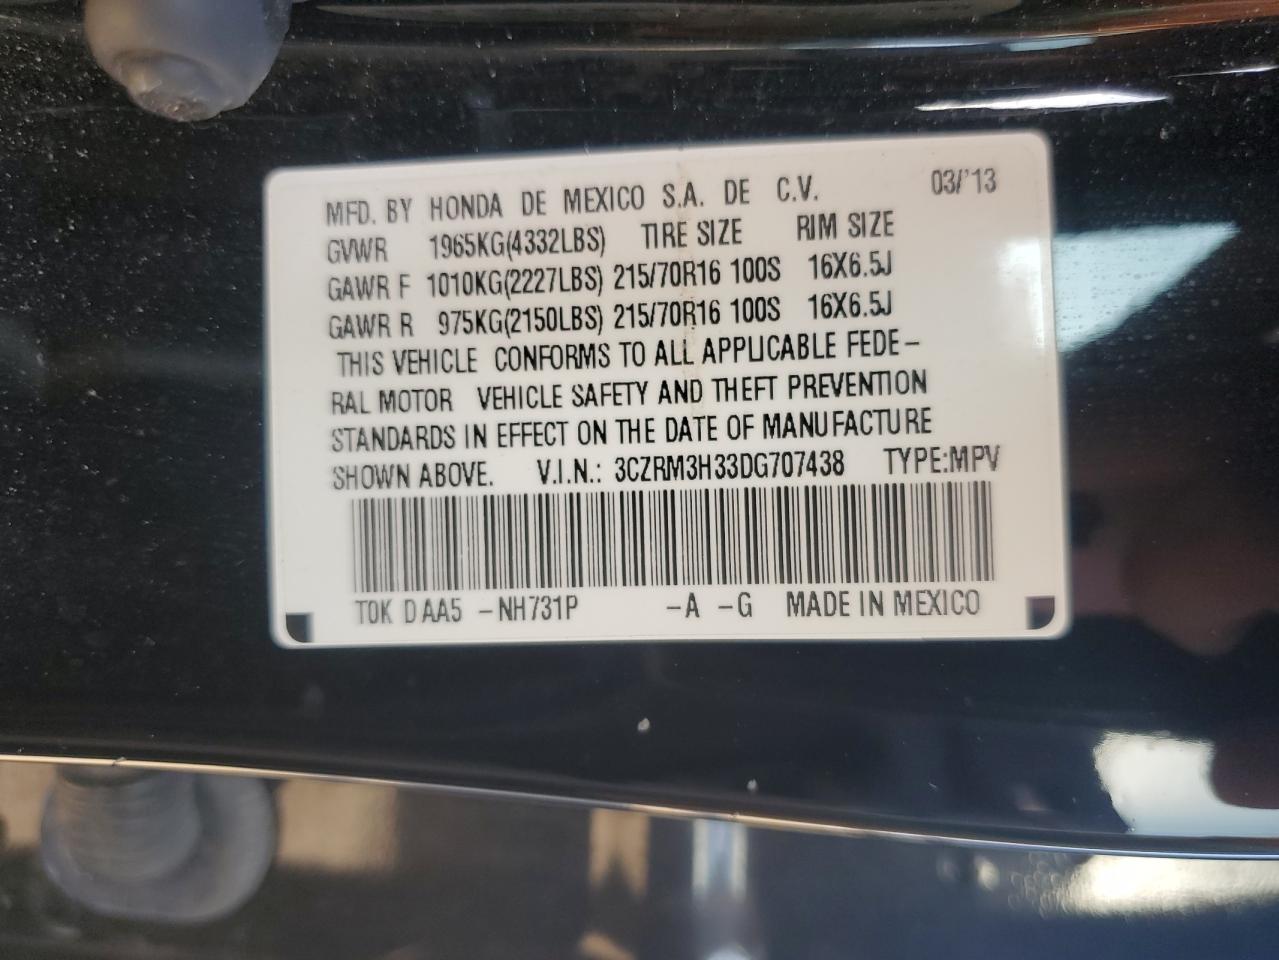 MFD. BY HONDA DE MEXICO S.A. DE C.V. 03/'13
GVWR 1965KG(4332LBS) TIRE SIZE RIM SIZE
GAWR F 1010KG(2227LBS) 215/70R16 100S 16X6.5J
GAWR R 975KG(2150LBS) 215/70R16 100S 16X6.5J
THIS VEHICLE CONFORMS TO ALL APPLICABLE FEDE-
RAL MOTOR VEHICLE SAFETY AND THEFT PREVENTION
STANDARDS IN EFFECT ON THE DATE OF MANUFACTURE
SHOWN ABOVE. V.I.N.: 3CZRM3H33DG707438 TYPE:MPV
T0K D AA5 -NH731P -A -G MADE IN MEXICO